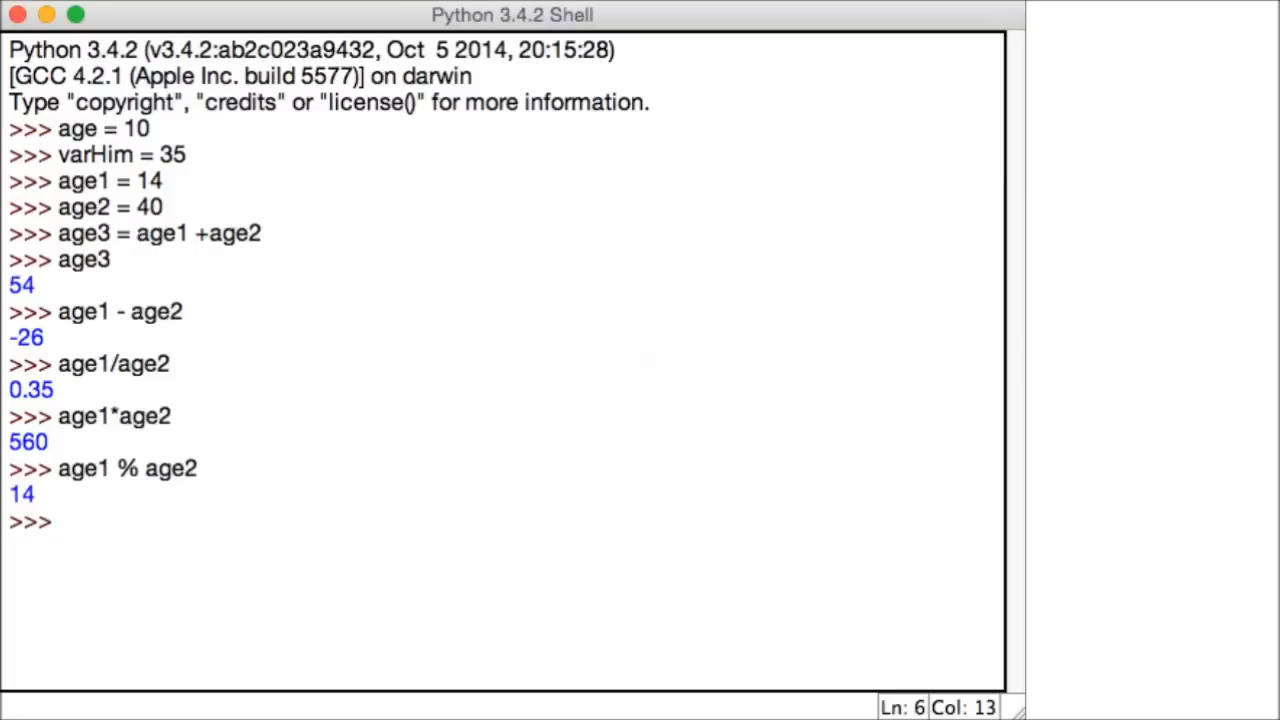 Python 3.4.2 Shell
Python 3.4.2 (v3.4.2:ab2c023a9432, Oct  5 2014, 20:15:28)
[GCC 4.2.1 (Apple Inc. build 5577)] on darwin
Type "copyright", "credits" or "license()" for more information.
>>> age = 10
>>> varHim = 35
>>> age1 = 14
>>> age2 = 40
>>> age3 = age1 +age2
>>> age3
54
>>> age1 - age2
-26
>>> age1/age2
0.35
>>> age1*age2
560
>>> age1 % age2
14
>>>
Ln: 6 Col: 13